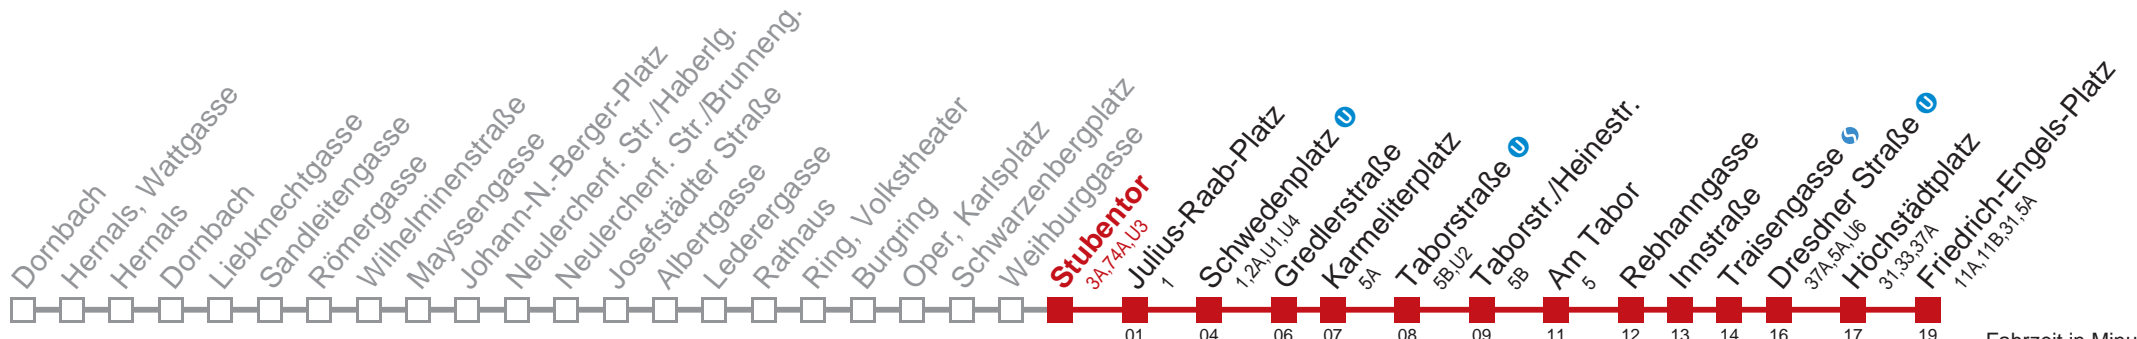 Dornbach
Hernals, Wattgasse
Hernals
Dornbach
Liebknechtgasse
Sandleitengasse
Römergasse
Wilhelminenstraße
Mayssengasse
Johann-N.-Berger-Platz
Neulerchenf. Str./Haberlg.
Neulerchenf. Str./Brunneng.
Josefstädter Straße
Albertgasse
Lederergasse
Rathaus
Ring, Volkstheater
Burgring
Oper, Karlsplatz
Schwarzenbergplatz
Weihburggasse
Stubentor
3A,74A,U3
Julius-Raab-Platz
1
Schwedenplatz U
1,2A,U1,U4
Gredlerstraße
Karmeliterplatz
5A
Taborstraße U
5B,U2
Taborstr./Heinestr.
5B
Am Tabor
5
Rebhanngasse
Innstraße
Traisengasse S
Dresdner Straße U
37A,5A,U6
Höchstädtplatz
31,33,37A
Friedrich-Engels-Platz
11A,11B,31,5A
01 04 06 07 08 09 11 12 13 14 16 17 19
Fahrzeit in